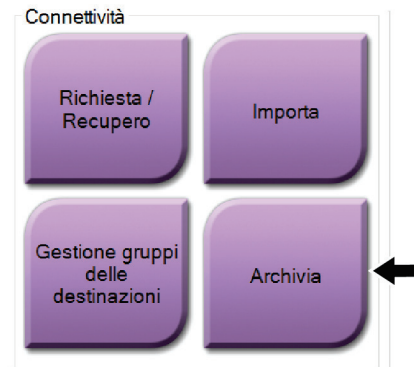 Connettività
Richiesta /
Recupero
Importa
Gestione gruppi
delle
destinazioni
Archivia